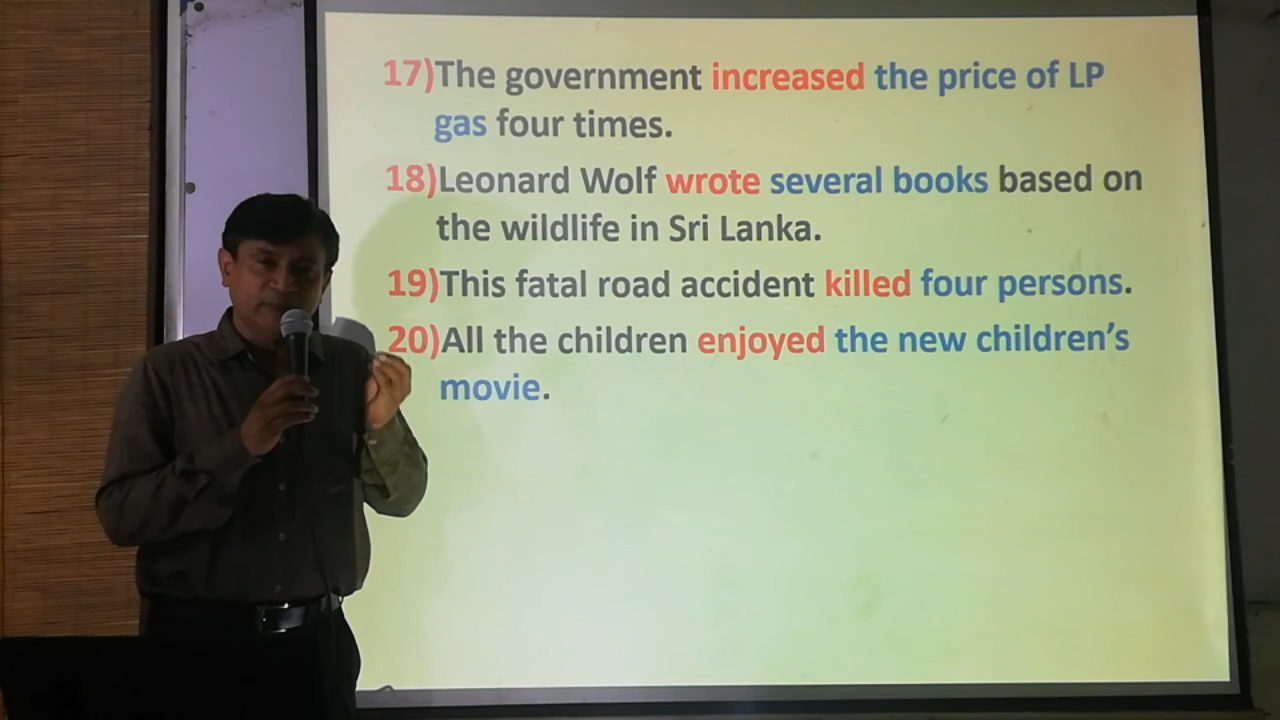 17)The government increased the price of LP
gas four times.
18)Leonard Wolf wrote several books based on
the wildlife in Sri Lanka.
19)This fatal road accident killed four persons.
20)All the children enjoyed the new children’s
movie.